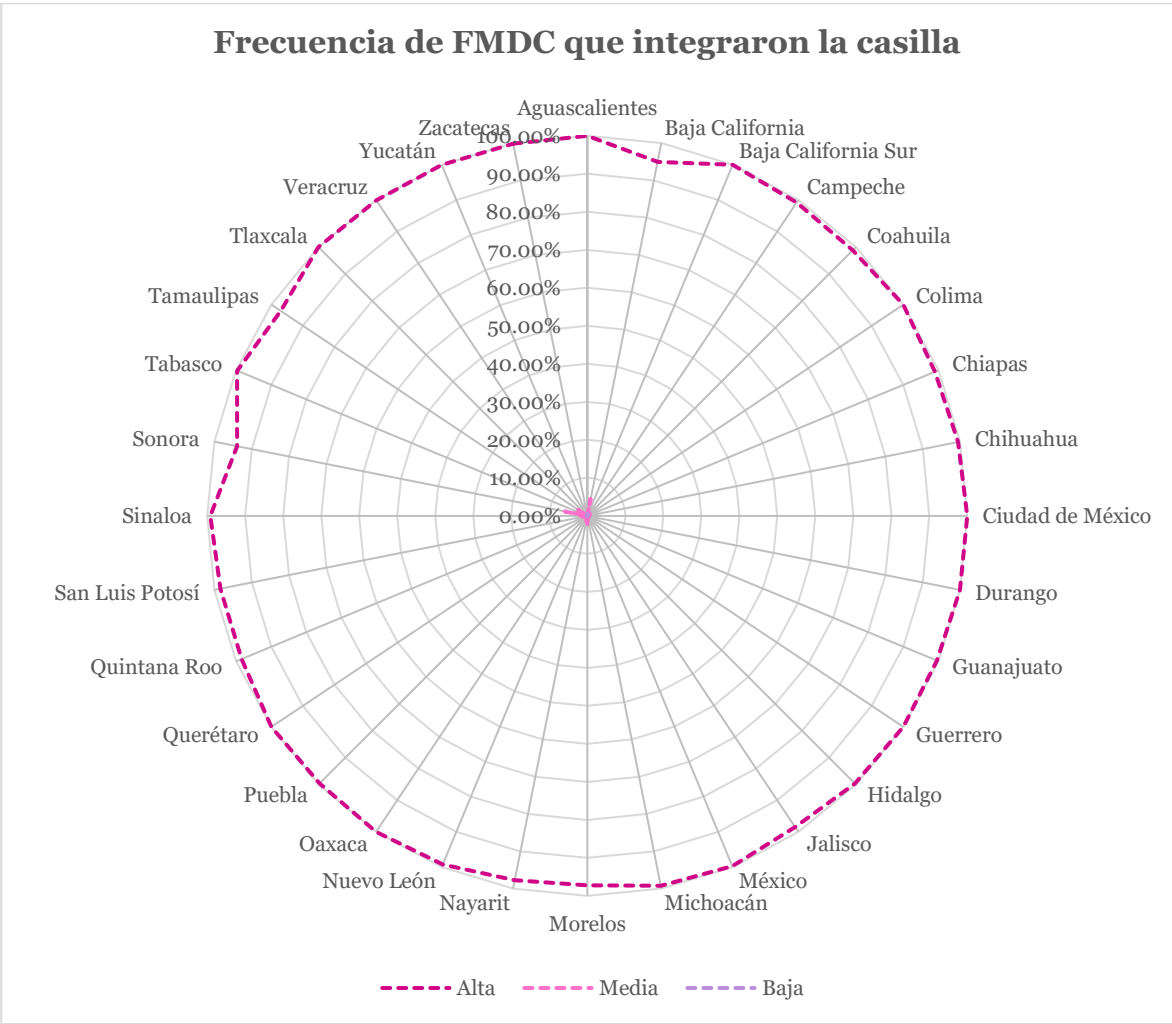 Frecuencia de FMDC que integraron la casilla
Aguascalientes
Baja California
Baja California Sur
Campeche
Coahuila
Colima
Chiapas
Chihuahua
Ciudad de México
Durango
Guanajuato
Guerrero
Hidalgo
Jalisco
México
Michoacán
Morelos
Nayarit
Nuevo León
Oaxaca
Puebla
Querétaro
Quintana Roo
San Luis Potosí
Sinaloa
Sonora
Tabasco
Tamaulipas
Tlaxcala
Veracruz
Yucatán
Zacatecas
100.00%
90.00%
80.00%
70.00%
60.00%
50.00%
40.00%
30.00%
20.00%
10.00%
0.00%
Alta Media Baja